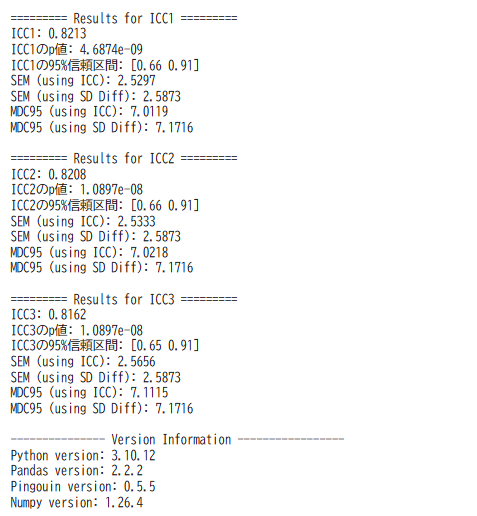 ========= Results for ICC1 =========
ICC1: 0.8213
ICC1のp値: 4.6874e-09
ICC1の95%信頼区間: [0.66 0.91]
SEM (using ICC): 2.5297
SEM (using SD Diff): 2.5873
MDC95 (using ICC): 7.0119
MDC95 (using SD Diff): 7.1716
========= Results for ICC2 =========
ICC2: 0.8208
ICC2のp値: 1.0897e-08
ICC2の95%信頼区間: [0.66 0.91]
SEM (using ICC): 2.5333
SEM (using SD Diff): 2.5873
MDC95 (using ICC): 7.0218
MDC95 (using SD Diff): 7.1716
========= Results for ICC3 =========
ICC3: 0.8162
ICC3のp値: 1.0897e-08
ICC3の95%信頼区間: [0.65 0.91]
SEM (using ICC): 2.5656
SEM (using SD Diff): 2.5873
MDC95 (using ICC): 7.1115
MDC95 (using SD Diff): 7.1716
--------------- Version Information -----------------
Python version: 3.10.12
Pandas version: 2.2.2
Pingouin version: 0.5.5
Numpy version: 1.26.4